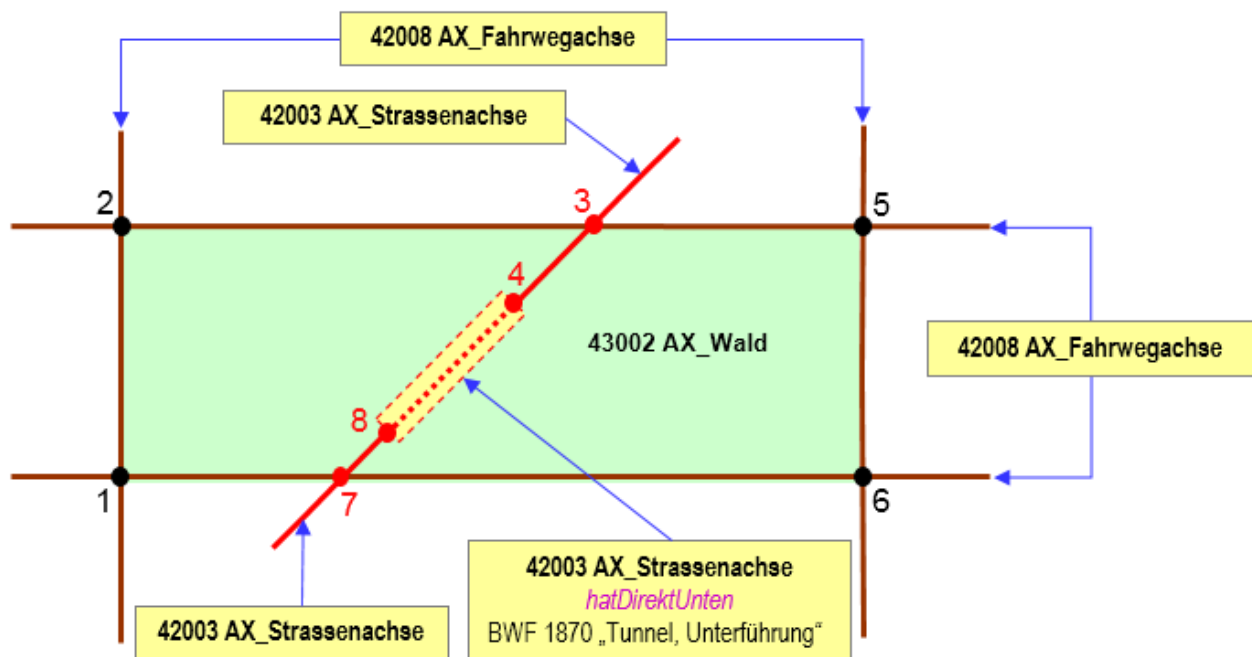 42008 AX_Fahrwegachse
42003 AX_Strassenachse
2
3
5
4
43002 AX_Wald
42008 AX_Fahrwegachse
8
1
7
6
42003 AX_Strassenachse
hatDirektUnten
BWF 1870 „Tunnel, Unterführung“
42003 AX_Strassenachse